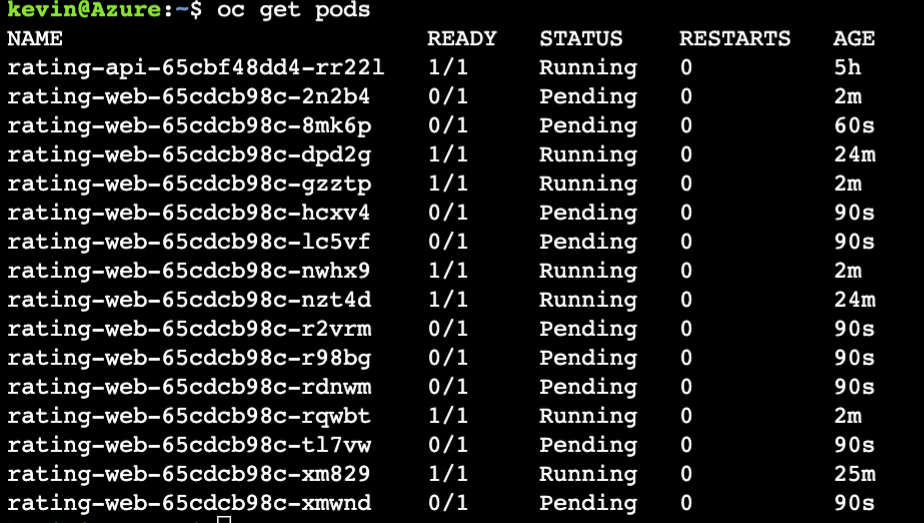 kevin@Azure:~$ oc get pods
NAME READY STATUS RESTARTS AGE
rating-api-65cbf48dd4-rr22l 1/1 Running 0 5h
rating-web-65cdcb98c-2n2b4 0/1 Pending 0 2m
rating-web-65cdcb98c-8mk6p 0/1 Pending 0 60s
rating-web-65cdcb98c-dpd2g 1/1 Running 0 24m
rating-web-65cdcb98c-gzztp 1/1 Running 0 2m
rating-web-65cdcb98c-hcxv4 0/1 Pending 0 90s
rating-web-65cdcb98c-lc5vf 0/1 Pending 0 90s
rating-web-65cdcb98c-nwhx9 1/1 Running 0 2m
rating-web-65cdcb98c-nzt4d 1/1 Running 0 24m
rating-web-65cdcb98c-r2vrm 0/1 Pending 0 90s
rating-web-65cdcb98c-r98bg 0/1 Pending 0 90s
rating-web-65cdcb98c-rdnwm 0/1 Pending 0 90s
rating-web-65cdcb98c-rqwbt 1/1 Running 0 2m
rating-web-65cdcb98c-tl7vw 0/1 Pending 0 90s
rating-web-65cdcb98c-xm829 1/1 Running 0 25m
rating-web-65cdcb98c-xmwnd 0/1 Pending 0 90s